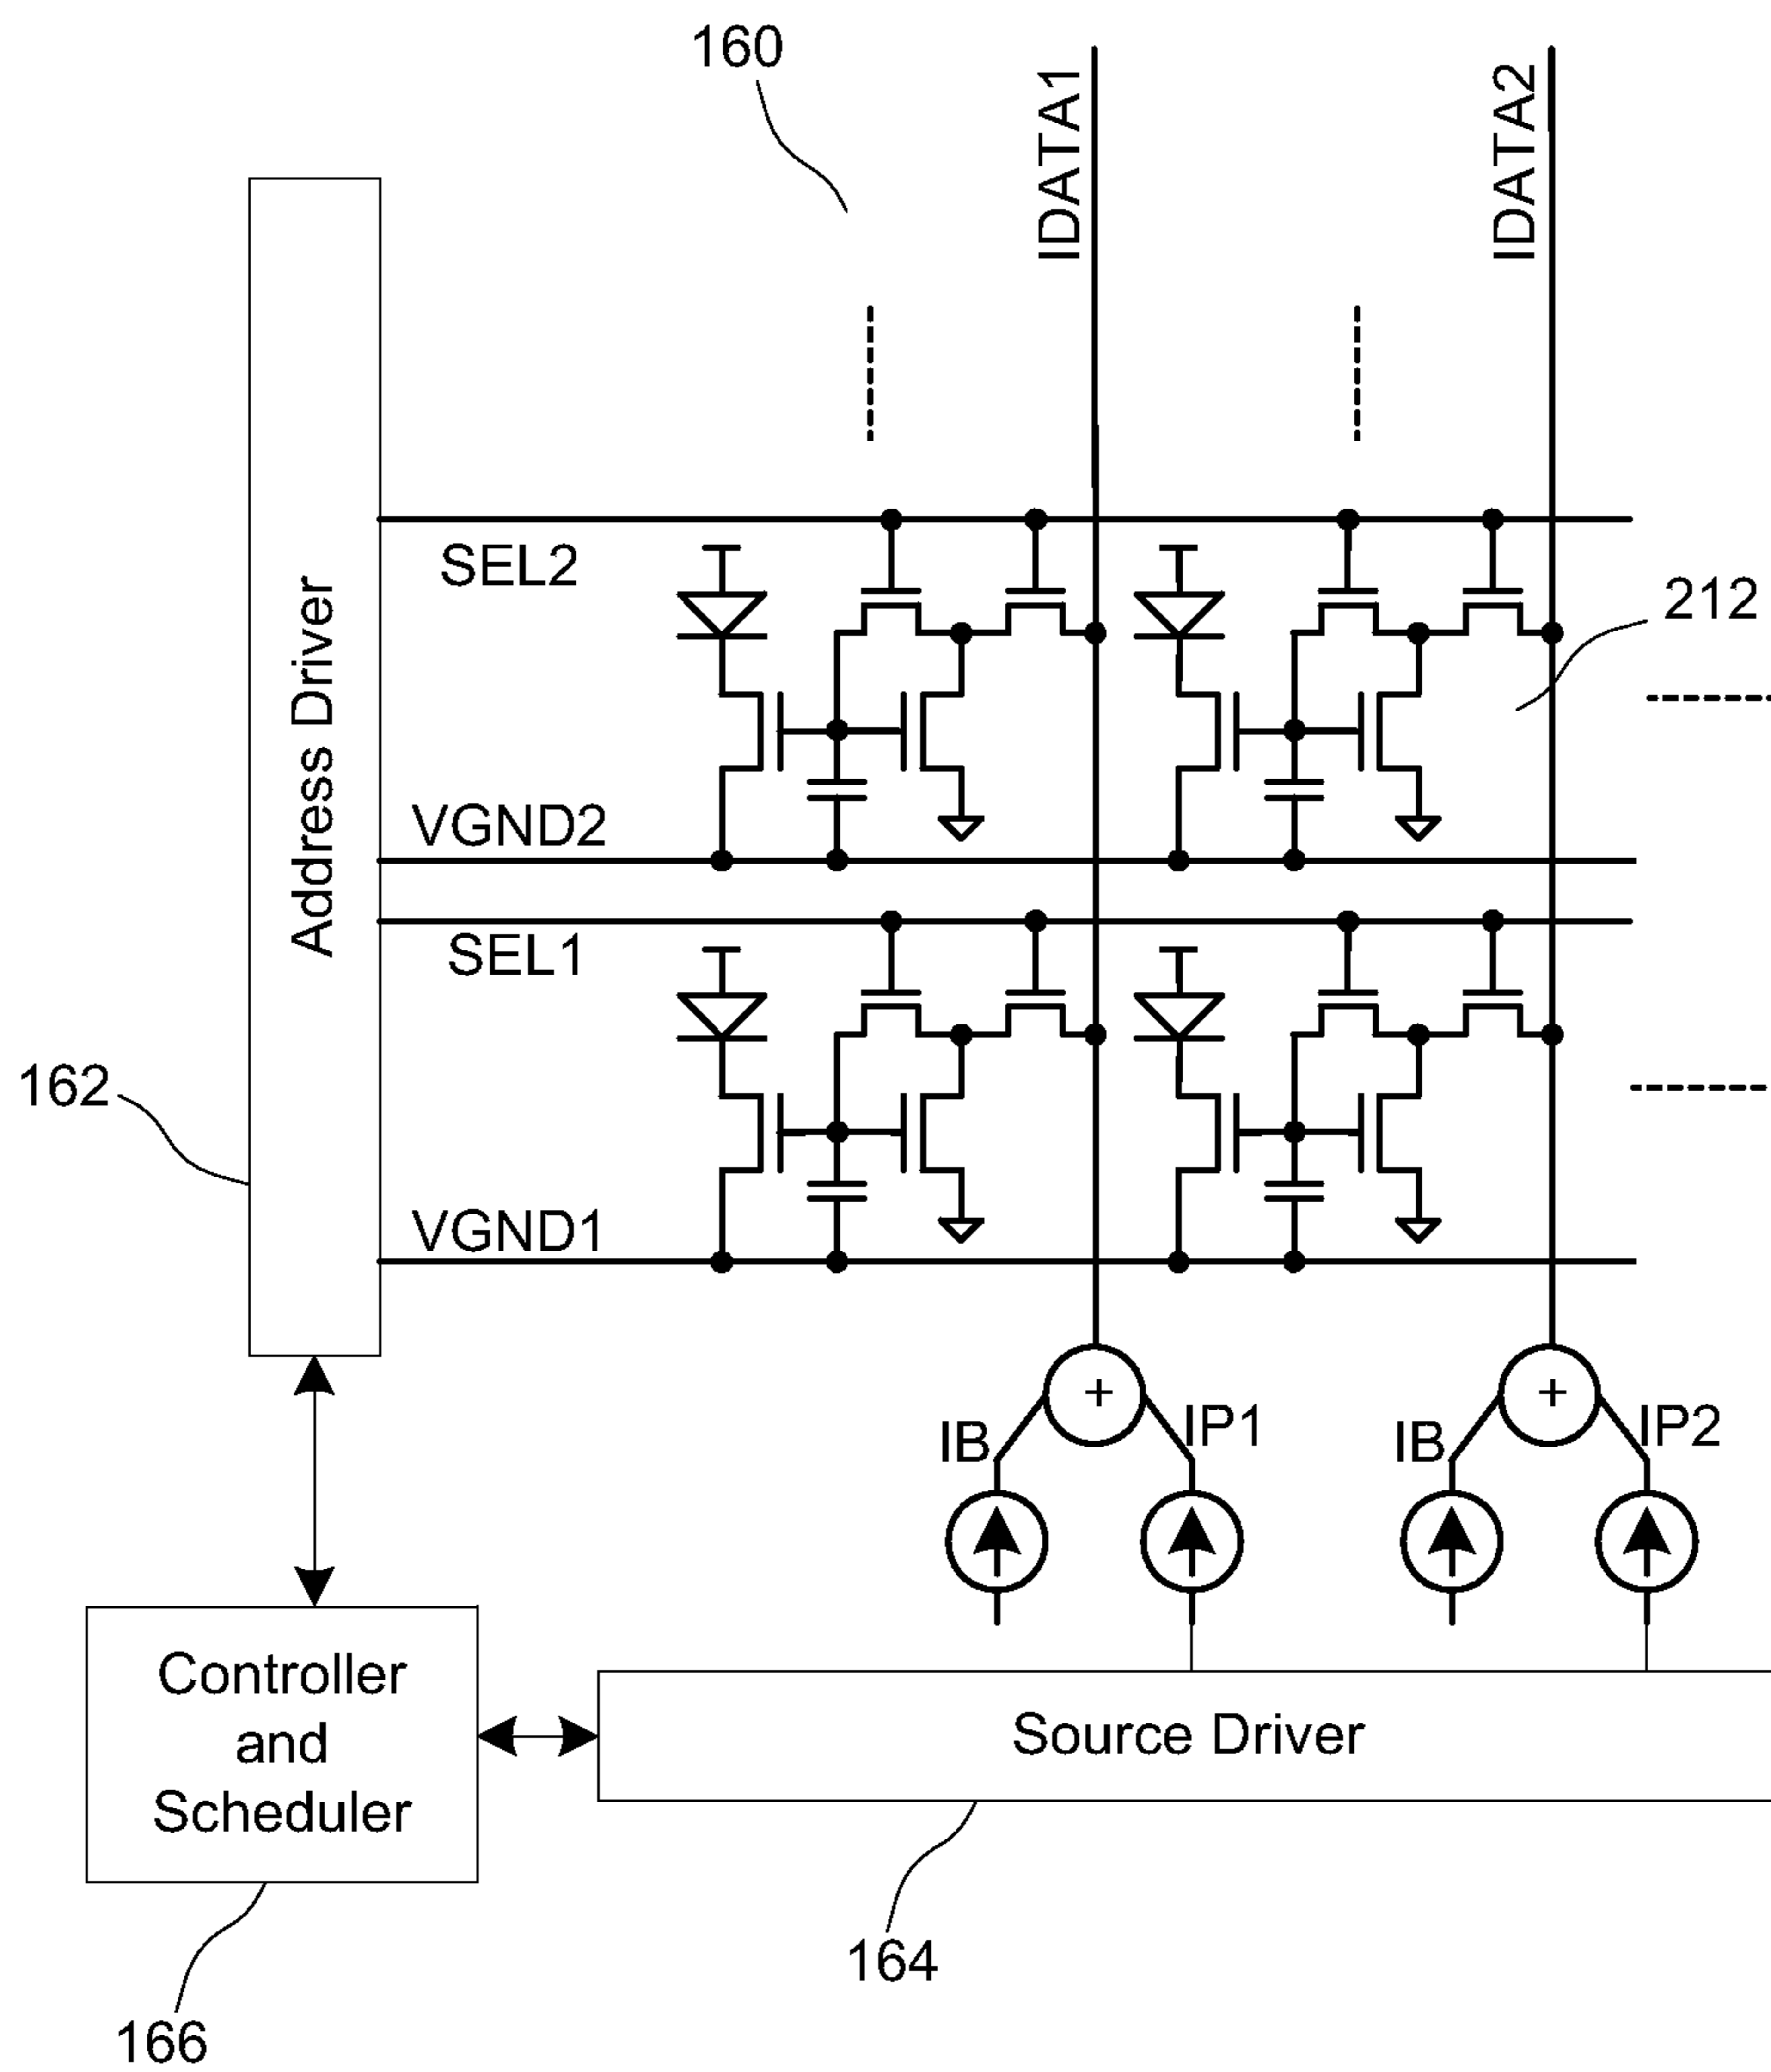 160
IDATA1
IDATA2
SEL2
212
Address Driver
VGND2
SEL1
162
VGND1
+
+
IB
IP1
IB
IP2
Controller
and
Scheduler
Source Driver
164
166